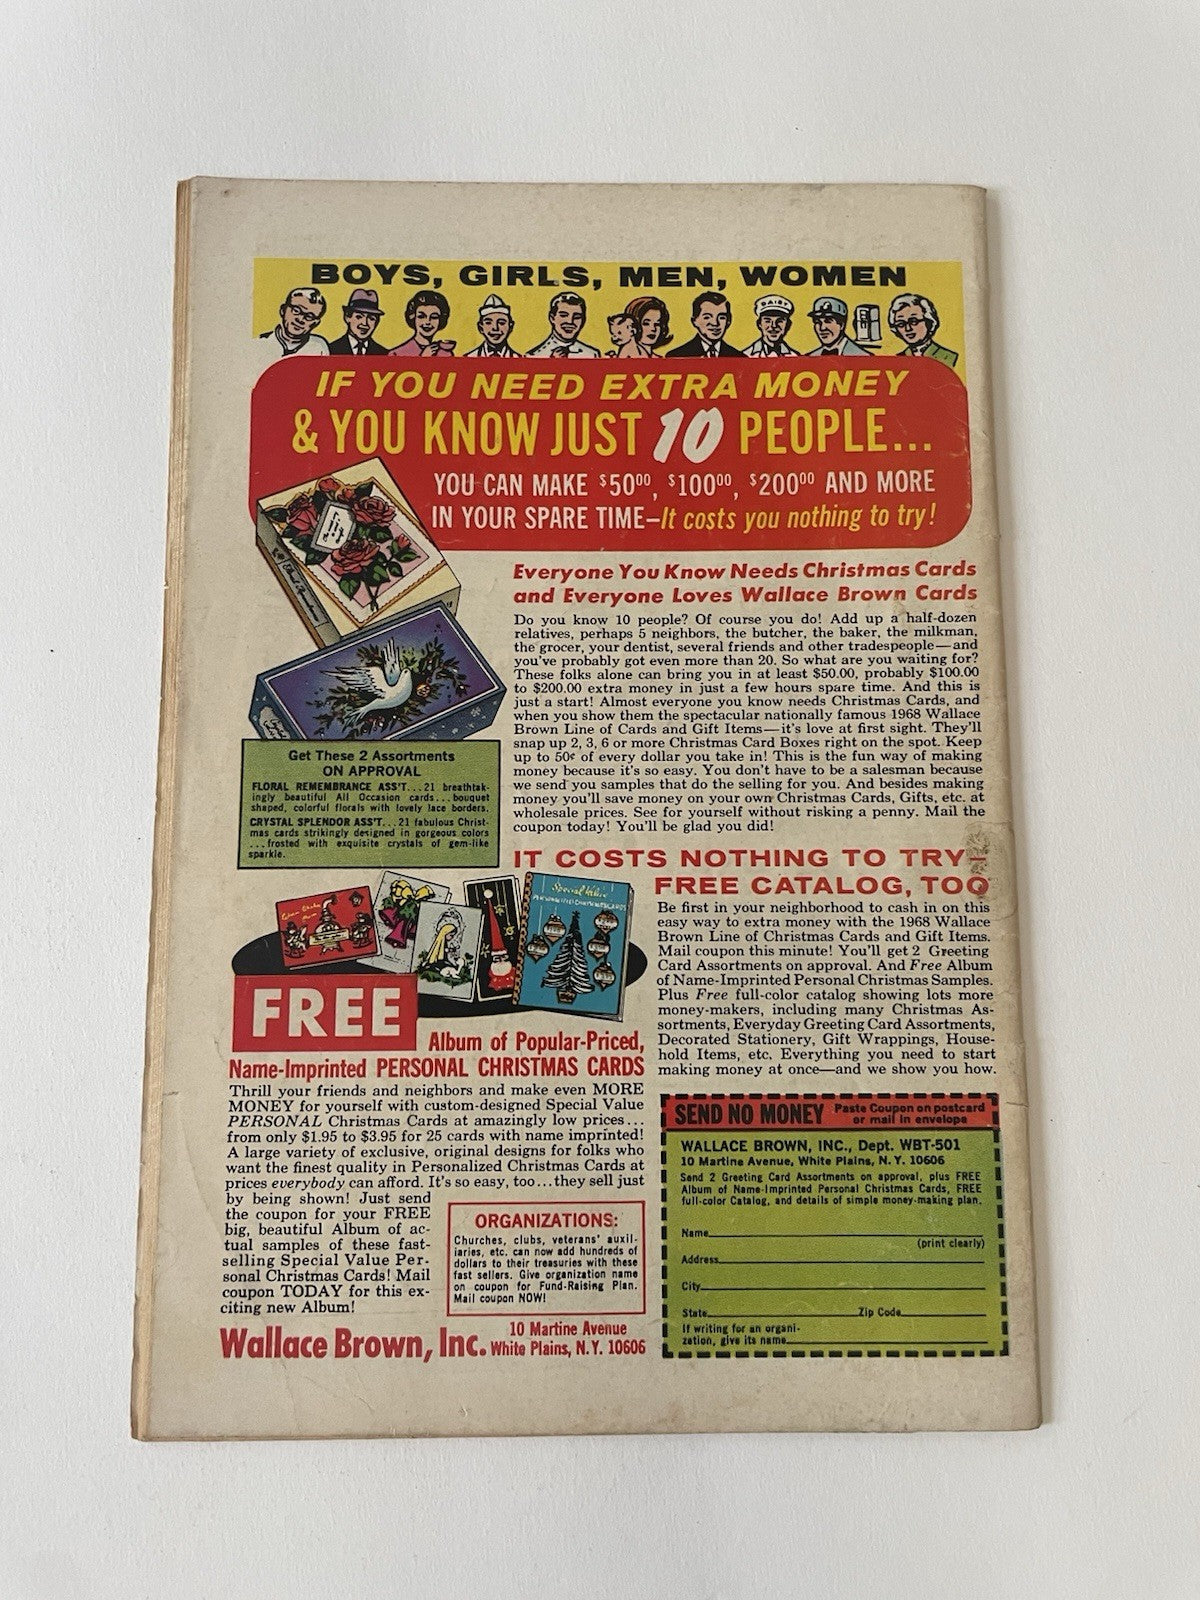 BOYS, GIRLS, MEN, WOMEN
DAIRY
IF YOU NEED EXTRA MONEY
& YOU KNOW JUST 10 PEOPLE...
YOU CAN MAKE $50⁰⁰, $100⁰⁰, $200⁰⁰ AND MORE
IN YOUR SPARE TIME—It costs you nothing to try!
Everyone You Know Needs Christmas Cards
and Everyone Loves Wallace Brown Cards
Do you know 10 people? Of course you do! Add up a half-dozen
relatives, perhaps 5 neighbors, the butcher, the baker, the milkman,
the grocer, your dentist, several friends and other tradespeople—and
you've probably got even more than 20. So what are you waiting for?
These folks alone can bring you in at least $50.00, probably $100.00
to $200.00 extra money in just a few hours spare time. And this is
just a start! Almost everyone you know needs Christmas Cards, and
when you show them the spectacular nationally famous 1968 Wallace
Brown Line of Cards and Gift Items—it's love at first sight. They'll
snap up 2, 3, 6 or more Christmas Card Boxes right on the spot. Keep
up to 50¢ of every dollar you take in! This is the fun way of making
money because it's so easy. You don't have to be a salesman because
we send you samples that do the selling for you. And besides making
money you'll save money on your own Christmas Cards, Gifts, etc. at
wholesale prices. See for yourself without risking a penny. Mail the
coupon today! You'll be glad you did!
Get These 2 Assortments
ON APPROVAL
FLORAL REMEMBRANCE ASS'T...21 breathtak-
ingly beautiful All Occasion cards...bouquet
shaped, colorful florals with lovely lace borders.
CRYSTAL SPLENDOR ASS'T...21 fabulous Christ-
mas cards strikingly designed in gorgeous colors
...frosted with exquisite crystals of gem-like
sparkle.
IT COSTS NOTHING TO TRY—
FREE CATALOG, TOO
Be first in your neighborhood to cash in on this
easy way to extra money with the 1968 Wallace
Brown Line of Christmas Cards and Gift Items.
Mail coupon this minute! You'll get 2 Greeting
Card Assortments on approval. And Free Album
of Name-Imprinted Personal Christmas Samples.
Plus Free full-color catalog showing lots more
money-makers, including many Christmas As-
sortments, Everyday Greeting Card Assortments,
Decorated Stationery, Gift Wrappings, House-
hold Items, etc. Everything you need to start
making money at once—and we show you how.
Special Value
PERSONALIZED CHRISTMAS CARDS
FREE
Album of Popular-Priced,
Name-Imprinted PERSONAL CHRISTMAS CARDS
Thrill your friends and neighbors and make even MORE
MONEY for yourself with custom-designed Special Value
PERSONAL Christmas Cards at amazingly low prices...
from only $1.95 to $3.95 for 25 cards with name imprinted!
A large variety of exclusive, original designs for folks who
want the finest quality in Personalized Christmas Cards at
prices everybody can afford. It's so easy, too...they sell just
by being shown! Just send
the coupon for your FREE
big, beautiful Album of ac-
tual samples of these fast-
selling Special Value Per-
sonal Christmas Cards! Mail
coupon TODAY for this ex-
citing new Album!
ORGANIZATIONS:
Churches, clubs, veterans' auxil-
iaries, etc. can now add hundreds of
dollars to their treasuries with these
fast sellers. Give organization name
on coupon for Fund-Raising Plan.
Mail coupon NOW!
Wallace Brown, Inc. 10 Martine Avenue
White Plains, N.Y. 10606
SEND NO MONEY Paste Coupon on postcard
or mail in envelope
WALLACE BROWN, INC., Dept. WBT-501
10 Martine Avenue, White Plains, N. Y. 10606
Send 2 Greeting Card Assortments on approval, plus FREE
Album of Name-Imprinted Personal Christmas Cards, FREE
full-color Catalog, and details of simple money-making plan.
Name
(print clearly)
Address
City
State Zip Code
If writing for an organi-
zation, give its name